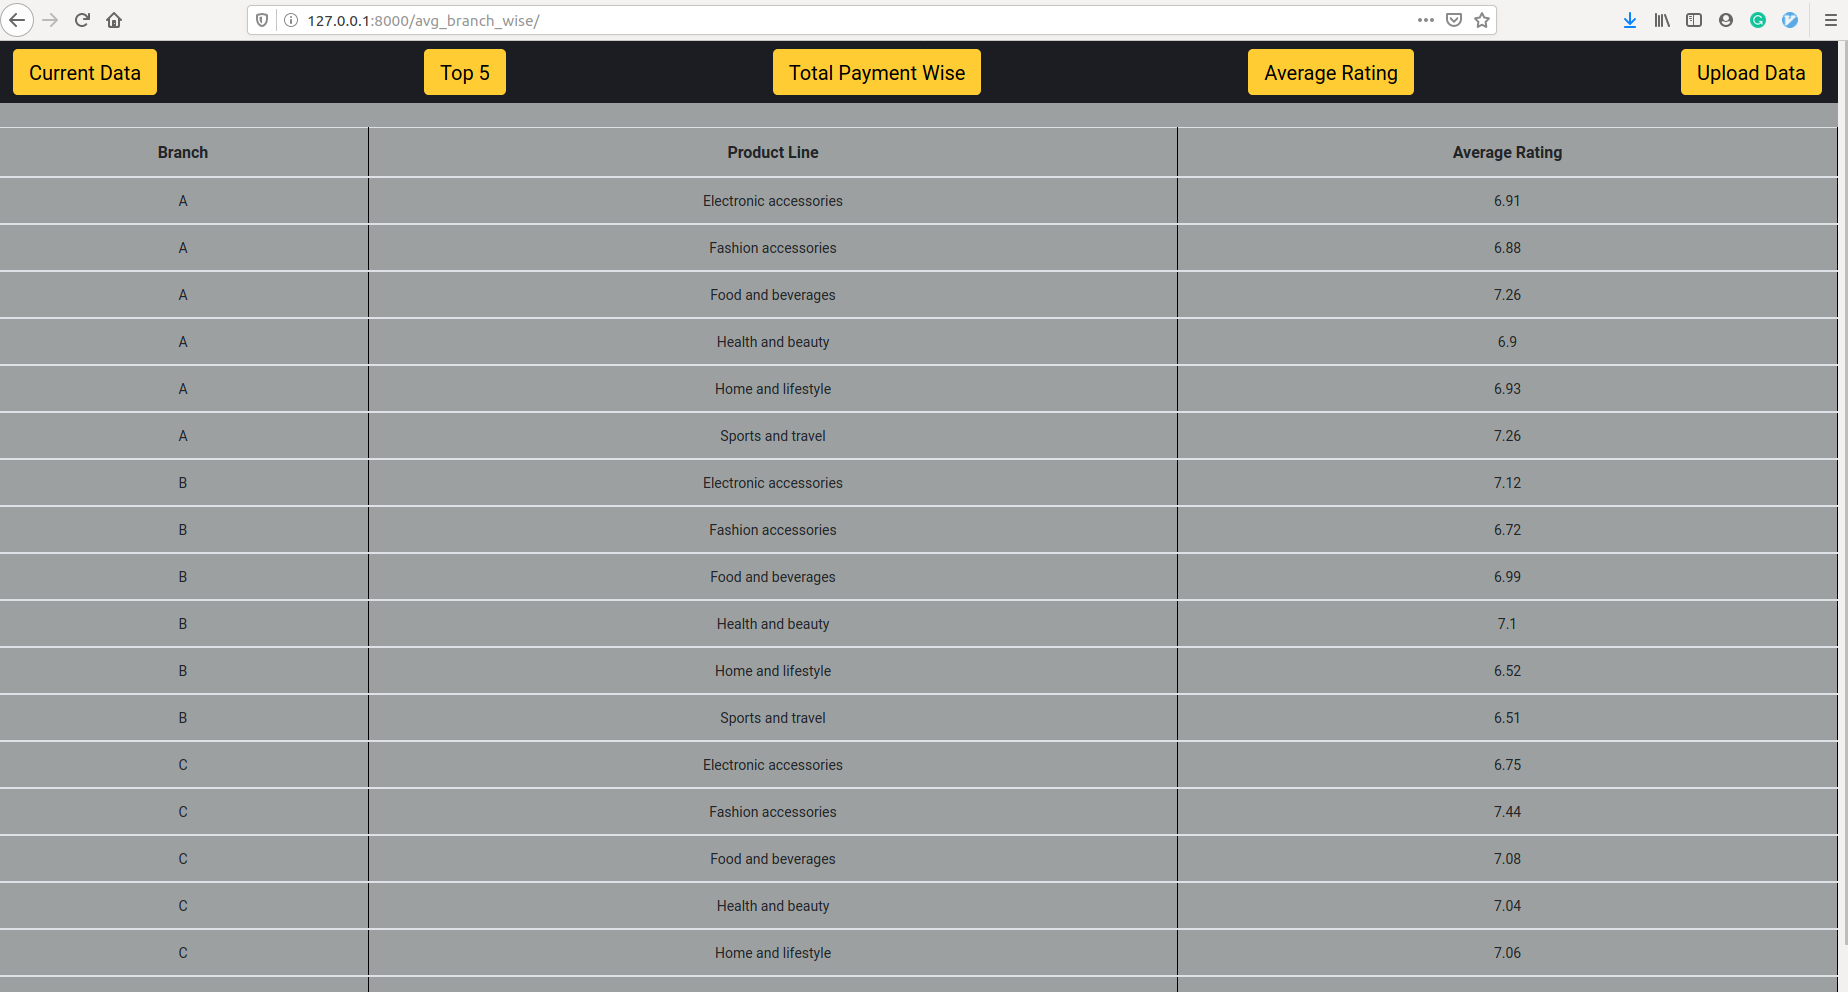 127.0.0.1:8000/avg_branch_wise/
Current Data Top 5 Total Payment Wise Average Rating Upload Data
Branch Product Line Average Rating
A Electronic accessories 6.91
A Fashion accessories 6.88
A Food and beverages 7.26
A Health and beauty 6.9
A Home and lifestyle 6.93
A Sports and travel 7.26
B Electronic accessories 7.12
B Fashion accessories 6.72
B Food and beverages 6.99
B Health and beauty 7.1
B Home and lifestyle 6.52
B Sports and travel 6.51
C Electronic accessories 6.75
C Fashion accessories 7.44
C Food and beverages 7.08
C Health and beauty 7.04
C Home and lifestyle 7.06